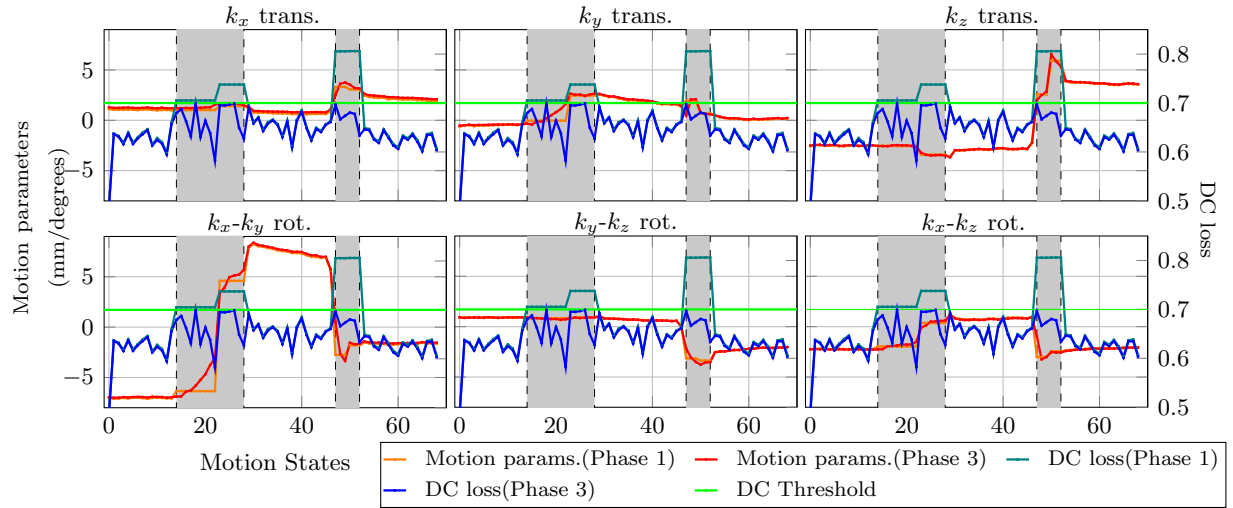 k_x trans. k_y trans. k_z trans.
5 0 −5
0.8 0.7 0.6 0.5
Motion parameters
(mm/degrees)
DC loss
k_x-k_y rot. k_y-k_z rot. k_x-k_z rot.
5 0 −5
0.8 0.7 0.6 0.5
0 20 40 60 0 20 40 60 0 20 40 60
Motion States
Motion params.(Phase 1) Motion params.(Phase 3) DC loss(Phase 1)
DC loss(Phase 3) DC Threshold